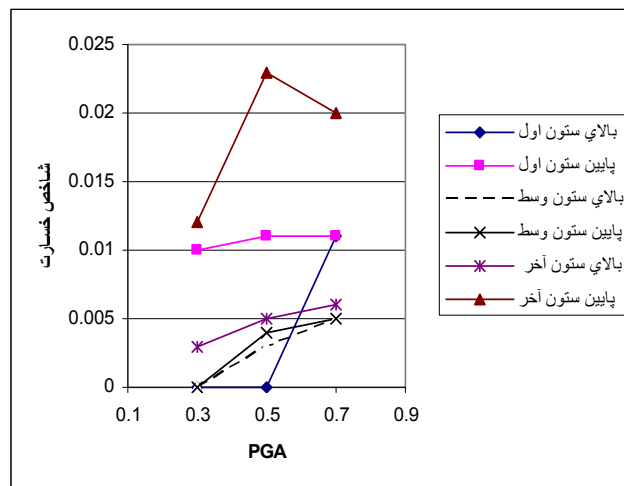 0.025
0.02
0.015
0.01
0.005
0
0.1 0.3 0.5 0.7 0.9
PGA
شاخص خسارت
بالاي ستون اول
پايين ستون اول
بالاي ستون وسط
پايين ستون وسط
بالاي ستون آخر
پايين ستون آخر